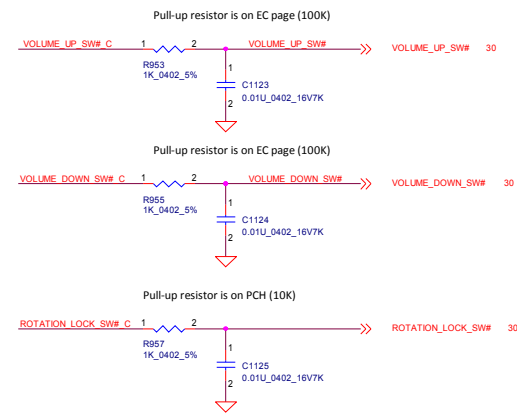 Pull-up resistor is on EC page (100K)
VOLUME_UP_SW#_C 1 2 VOLUME_UP_SW# VOLUME_UP_SW# 30
R953
1K_0402_5%
1
C1123
0.01U_0402_16V7K
2
Pull-up resistor is on EC page (100K)
VOLUME_DOWN_SW#_C 1 2 VOLUME_DOWN_SW# VOLUME_DOWN_SW# 30
R955
1K_0402_5%
1
C1124
0.01U_0402_16V7K
2
Pull-up resistor is on PCH (10K)
ROTATION_LOCK_SW#_C 1 2 ROTATION_LOCK_SW# 30
R957
1K_0402_5%
1
C1125
0.01U_0402_16V7K
2